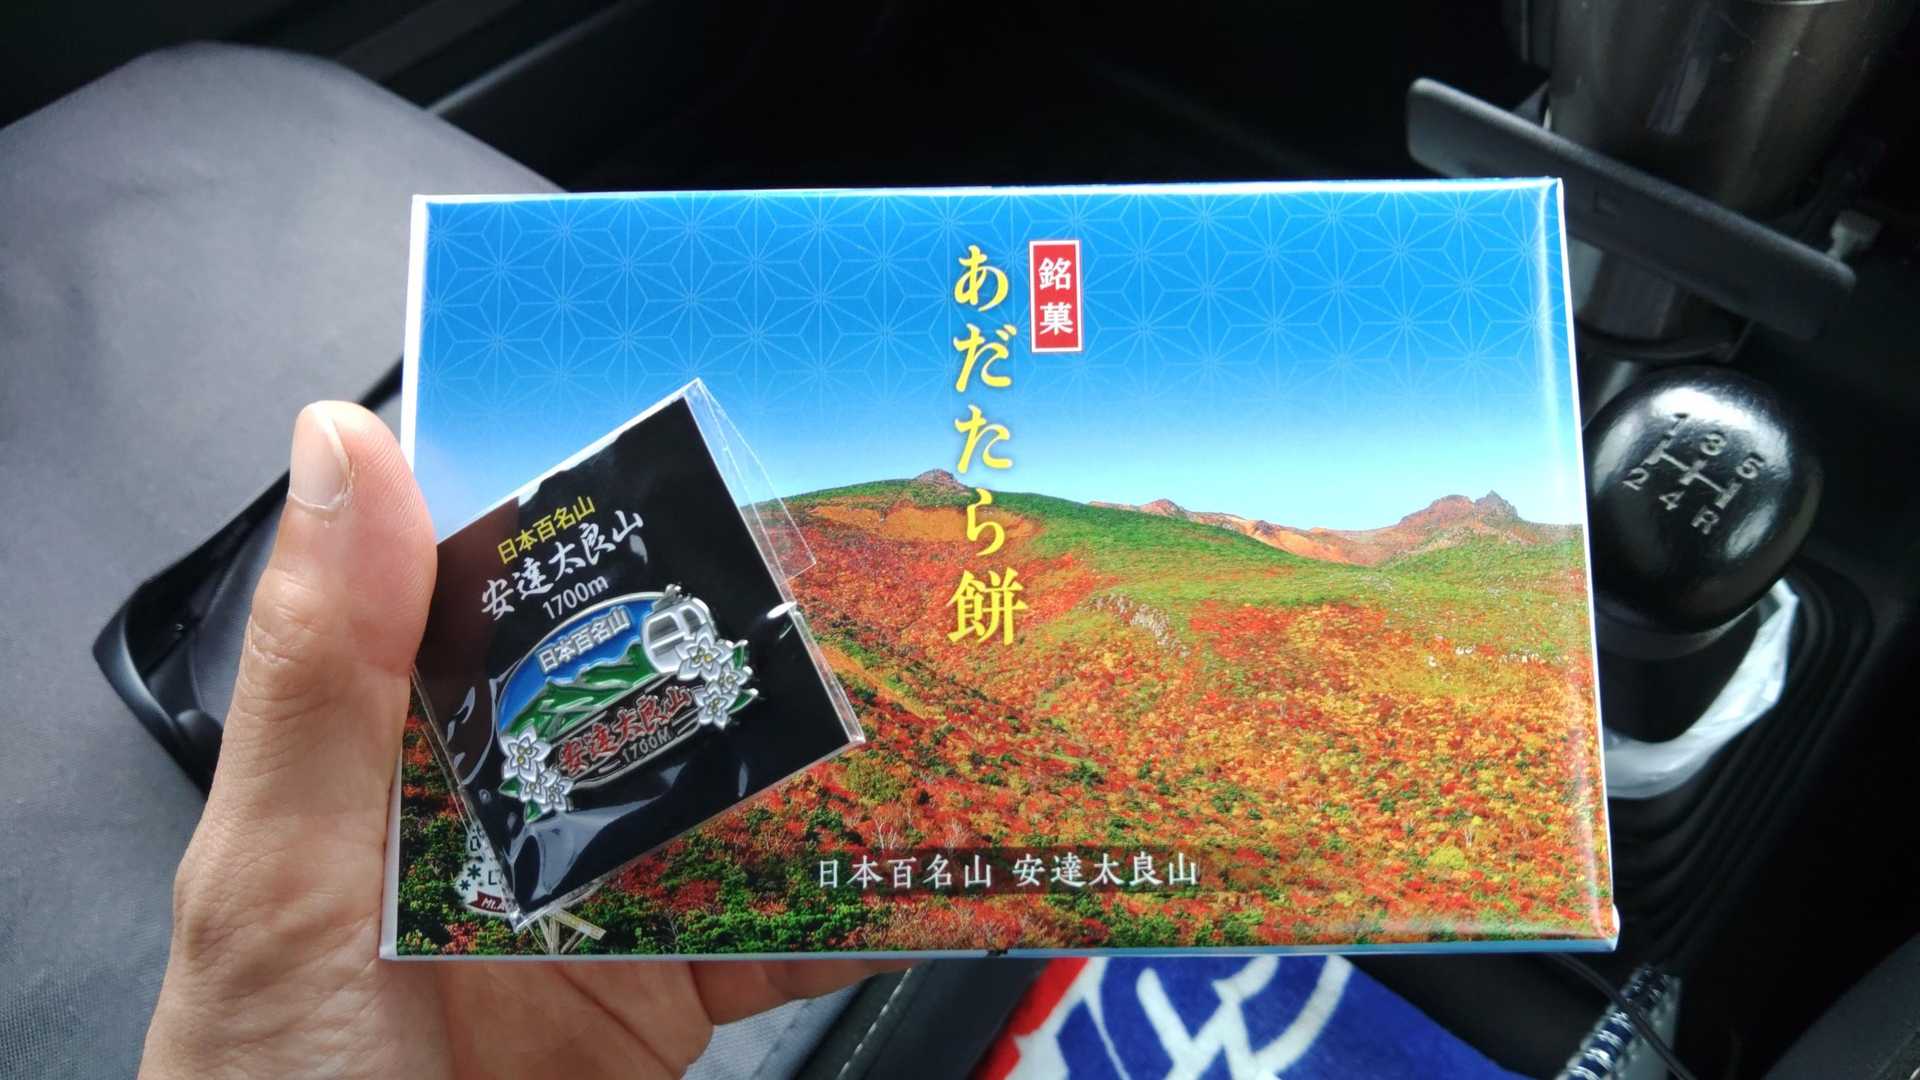 銘菓
あだたら餅
日本百名山
安達太良山
1700m
日本百名山
安達太良山
1700M
日本百名山 安達太良山
1 3 5
2 4 R